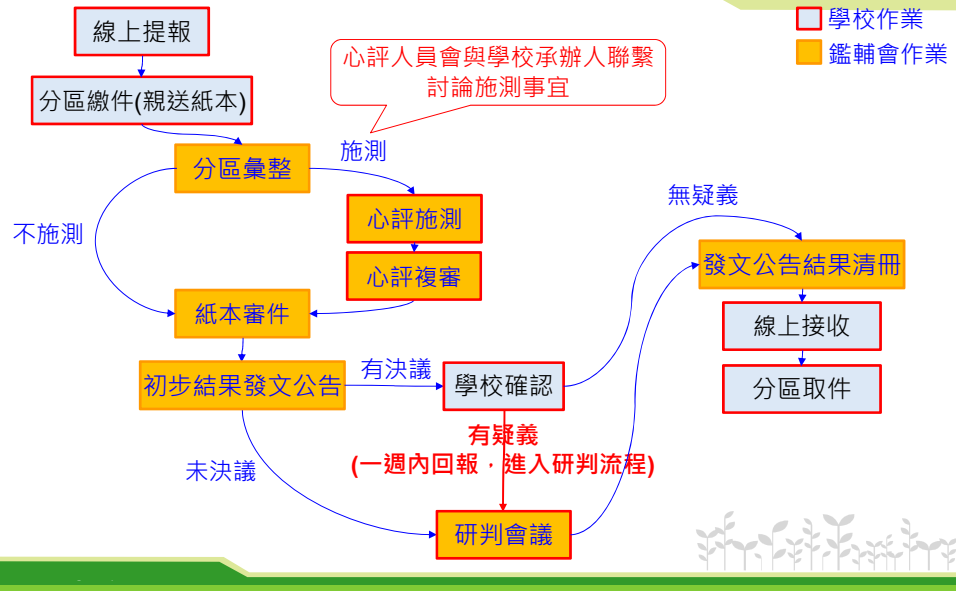 線上提報
學校作業
鑑輔會作業
心評人員會與學校承辦人聯繫
討論施測事宜
分區繳件(親送紙本)
施測
分區彙整
無疑義
心評施測
不施測
發文公告結果清冊
心評複審
紙本審件
線上接收
有決議
初步結果發文公告
學校確認
分區取件
有疑義
(一週內回報，進入研判流程)
未決議
研判會議